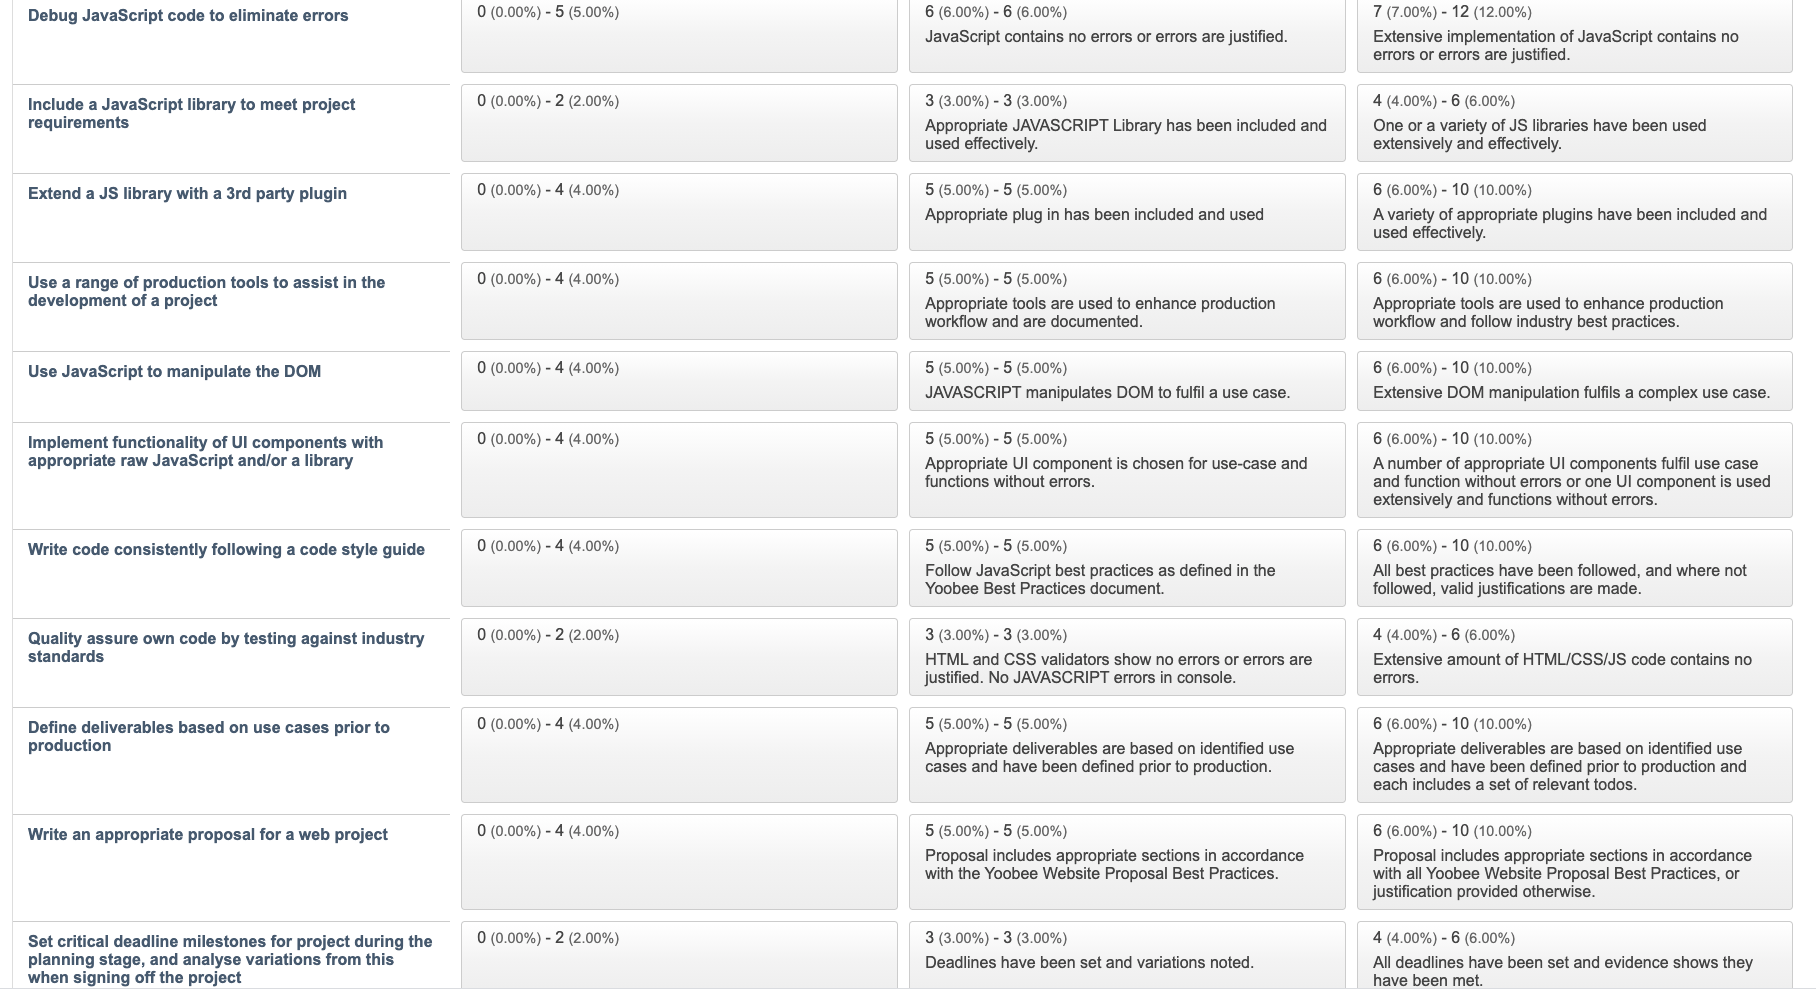 Debug JavaScript code to eliminate errors
0 (0.00%) - 5 (5.00%)
6 (6.00%) - 6 (6.00%)
JavaScript contains no errors or errors are justified.
7 (7.00%) - 12 (12.00%)
Extensive implementation of JavaScript contains no
errors or errors are justified.
Include a JavaScript library to meet project
requirements
0 (0.00%) - 2 (2.00%)
3 (3.00%) - 3 (3.00%)
Appropriate JAVASCRIPT Library has been included and
used effectively.
4 (4.00%) - 6 (6.00%)
One or a variety of JS libraries have been used
extensively and effectively.
Extend a JS library with a 3rd party plugin
0 (0.00%) - 4 (4.00%)
5 (5.00%) - 5 (5.00%)
Appropriate plug in has been included and used
6 (6.00%) - 10 (10.00%)
A variety of appropriate plugins have been included and
used effectively.
Use a range of production tools to assist in the
development of a project
0 (0.00%) - 4 (4.00%)
5 (5.00%) - 5 (5.00%)
Appropriate tools are used to enhance production
workflow and are documented.
6 (6.00%) - 10 (10.00%)
Appropriate tools are used to enhance production
workflow and follow industry best practices.
Use JavaScript to manipulate the DOM
0 (0.00%) - 4 (4.00%)
5 (5.00%) - 5 (5.00%)
JAVASCRIPT manipulates DOM to fulfil a use case.
6 (6.00%) - 10 (10.00%)
Extensive DOM manipulation fulfils a complex use case.
Implement functionality of UI components with
appropriate raw JavaScript and/or a library
0 (0.00%) - 4 (4.00%)
5 (5.00%) - 5 (5.00%)
Appropriate UI component is chosen for use-case and
functions without errors.
6 (6.00%) - 10 (10.00%)
A number of appropriate UI components fulfil use case
and function without errors or one UI component is used
extensively and functions without errors.
Write code consistently following a code style guide
0 (0.00%) - 4 (4.00%)
5 (5.00%) - 5 (5.00%)
Follow JavaScript best practices as defined in the
Yoobee Best Practices document.
6 (6.00%) - 10 (10.00%)
All best practices have been followed, and where not
followed, valid justifications are made.
Quality assure own code by testing against industry
standards
0 (0.00%) - 2 (2.00%)
3 (3.00%) - 3 (3.00%)
HTML and CSS validators show no errors or errors are
justified. No JAVASCRIPT errors in console.
4 (4.00%) - 6 (6.00%)
Extensive amount of HTML/CSS/JS code contains no
errors.
Define deliverables based on use cases prior to
production
0 (0.00%) - 4 (4.00%)
5 (5.00%) - 5 (5.00%)
Appropriate deliverables are based on identified use
cases and have been defined prior to production.
6 (6.00%) - 10 (10.00%)
Appropriate deliverables are based on identified use
cases and have been defined prior to production and
each includes a set of relevant todos.
Write an appropriate proposal for a web project
0 (0.00%) - 4 (4.00%)
5 (5.00%) - 5 (5.00%)
Proposal includes appropriate sections in accordance
with the Yoobee Website Proposal Best Practices.
6 (6.00%) - 10 (10.00%)
Proposal includes appropriate sections in accordance
with all Yoobee Website Proposal Best Practices, or
justification provided otherwise.
Set critical deadline milestones for project during the
planning stage, and analyse variations from this
when signing off the project
0 (0.00%) - 2 (2.00%)
3 (3.00%) - 3 (3.00%)
Deadlines have been set and variations noted.
4 (4.00%) - 6 (6.00%)
All deadlines have been set and evidence shows they
have been met.